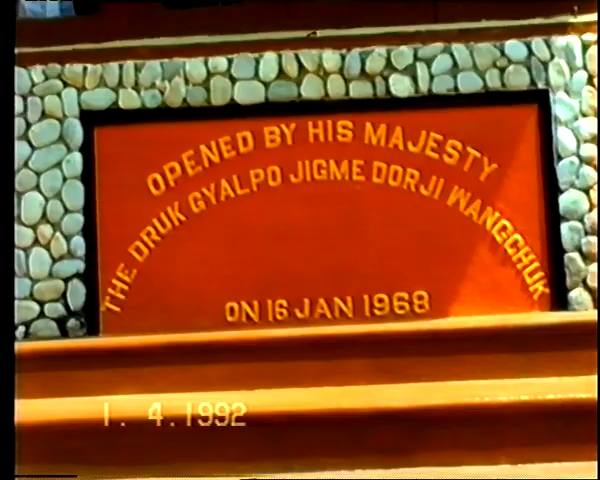 OPENED BY HIS MAJESTY
THE DRUK GYALPO JIGME DORJI WANGCHUK
ON 16 JAN 1968
1. 4.1992